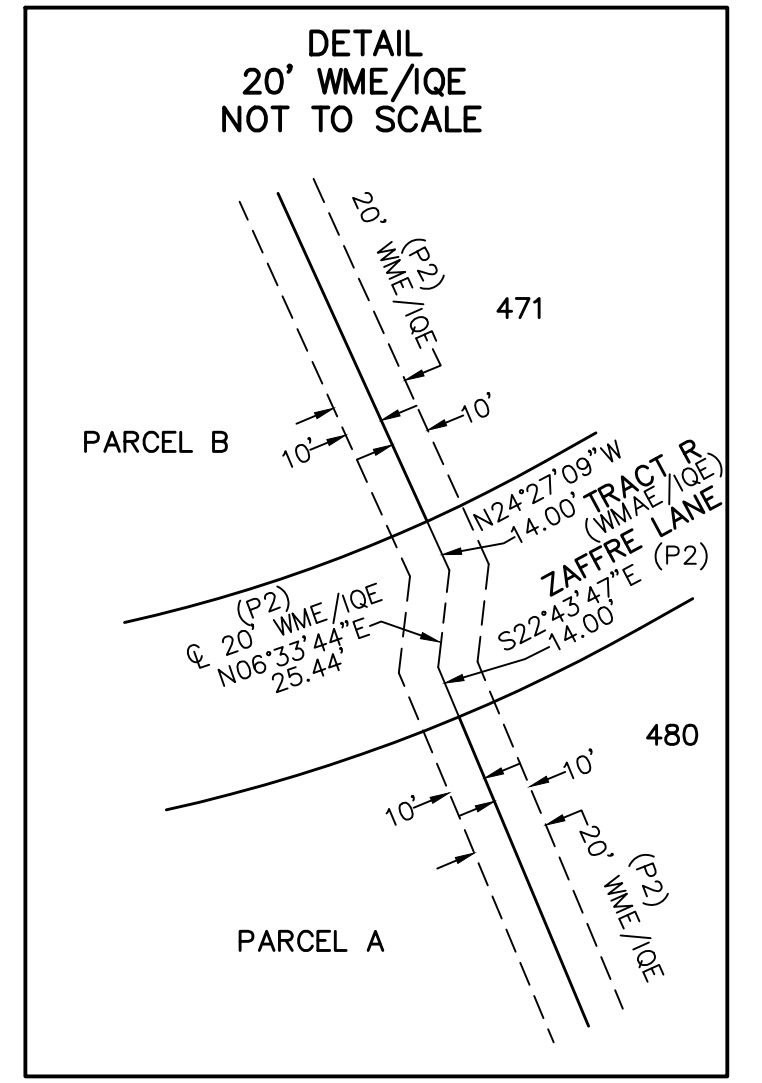 DETAIL
20' WME/IQE
NOT TO SCALE
(P2)
20' WME/IQE
471
10'
PARCEL B
10'
N24°27'09"W
14.00'
TRACT R
(WMAE/IQE)
ZAFFRE LANE
(P2)
(P2)
℄ 20' WME/IQE
N06°33'44"E
25.44'
S22°43'47"E
14.00'
480
10'
10'
(P2)
20' WME/IQE
PARCEL A